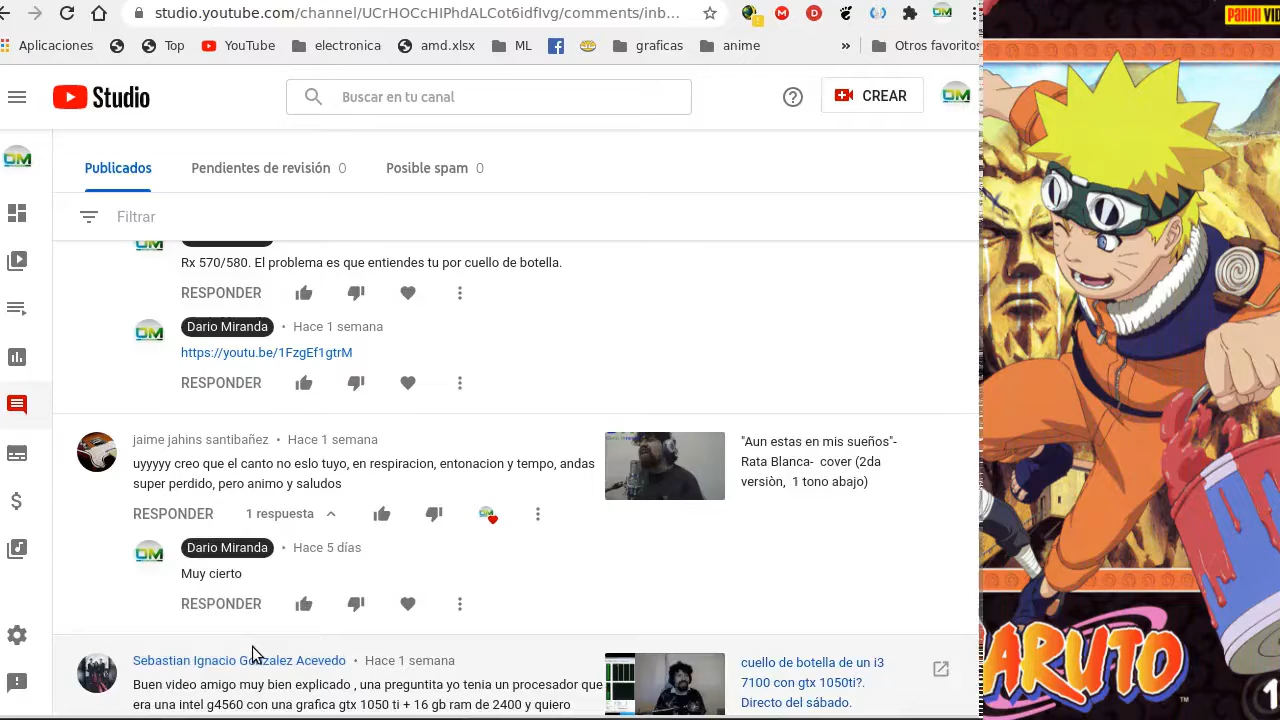 studio.youtube.com/channel/UCrHOCcHIPhdALCot6idfIvg/comments/inb...
Aplicaciones
Top
YouTube
electronica
amd.xlsx
ML
graficas
anime
»
Otros favoritos
Studio
Buscar en tu canal
CREAR
Publicados
Pendientes de revisión 0
Posible spam 0
Filtrar
Rx 570/580. El problema es que entiendes tu por cuello de botella.
RESPONDER
Dario Miranda • Hace 1 semana
https://youtu.be/1FzgEf1gtrM
RESPONDER
jaime jahins santibañez • Hace 1 semana
uyyyyy creo que el canto no eslo tuyo, en respiracion, entonacion y tempo, andas
super perdido, pero animo y saludos
"Aun estas en mis sueños"-
Rata Blanca- cover (2da
versiòn, 1 tono abajo)
RESPONDER
1 respuesta
Dario Miranda • Hace 5 días
Muy cierto
RESPONDER
Sebastian Ignacio Gonzalez Acevedo • Hace 1 semana
Buen video amigo muy bien explicado , una preguntita yo tenia un procesador que
era una intel g4560 con una grafica gtx 1050 ti + 16 gb ram de 2400 y quiero
cuello de botella de un i3
7100 con gtx 1050ti?.
Directo del sábado.
PANINI
NARUTO
TM
1